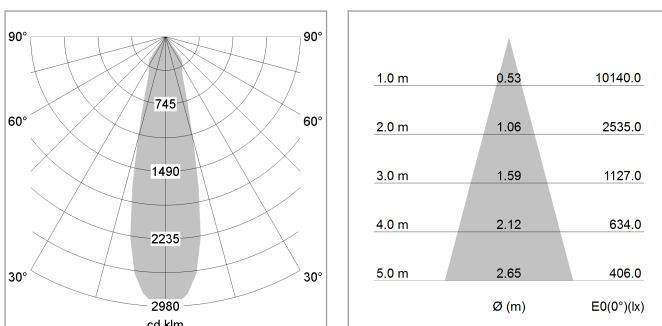 90° 90°
745
60° 60°
1490
2235
30° 30°
2980
cd klm
1.0 m 0.53 10140.0
2.0 m 1.06 2535.0
3.0 m 1.59 1127.0
4.0 m 2.12 634.0
5.0 m 2.65 406.0
Ø (m) E0(0°)(lx)